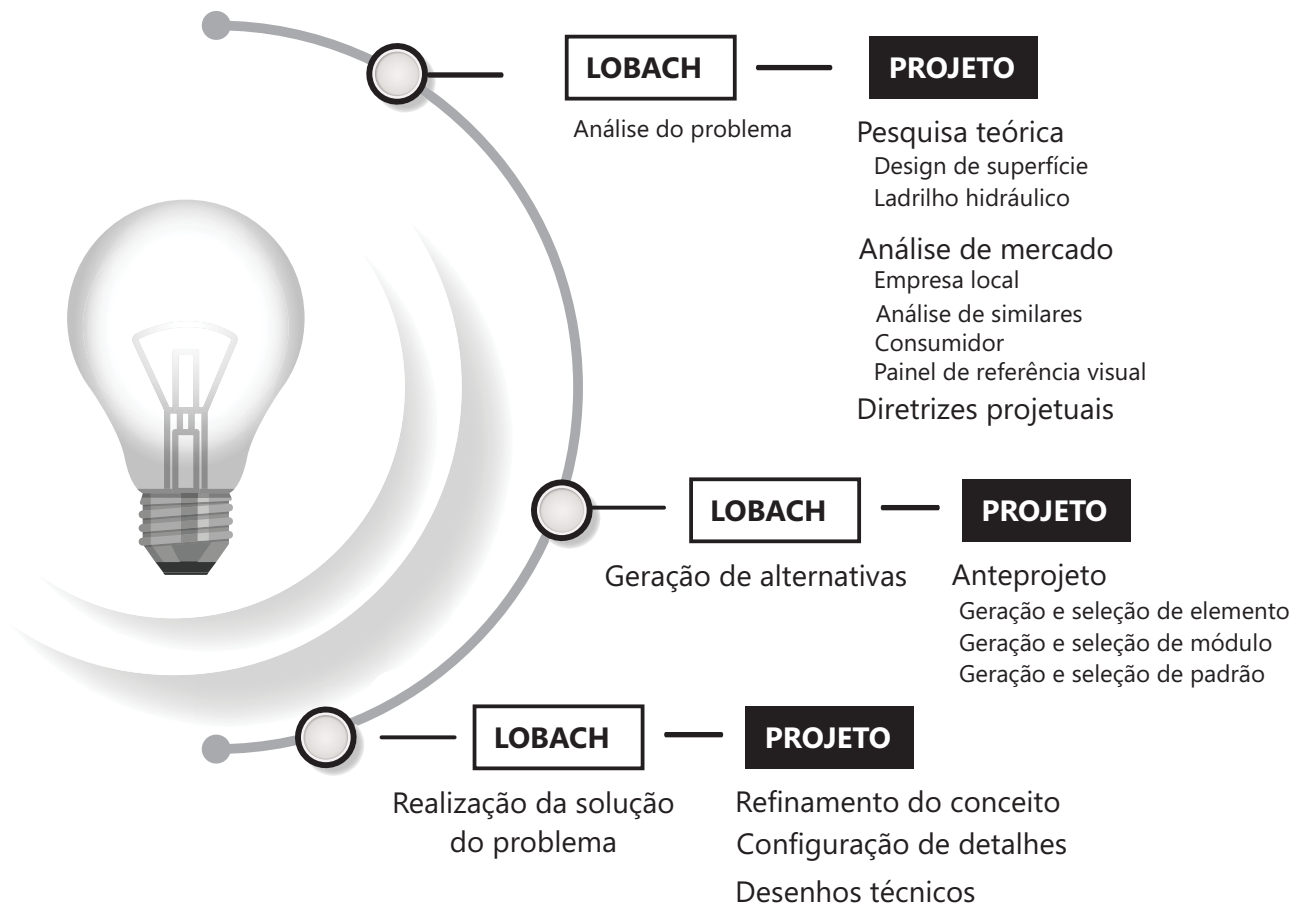 LOBACH
PROJETO
Análise do problema
Pesquisa teórica
Design de superfície
Ladrilho hidráulico
Análise de mercado
Empresa local
Análise de similares
Consumidor
Painel de referência visual
Diretrizes projetuais
LOBACH
PROJETO
Geração de alternativas
Anteprojeto
Geração e seleção de elemento
Geração e seleção de módulo
Geração e seleção de padrão
LOBACH
PROJETO
Realização da solução
do problema
Refinamento do conceito
Configuração de detalhes
Desenhos técnicos